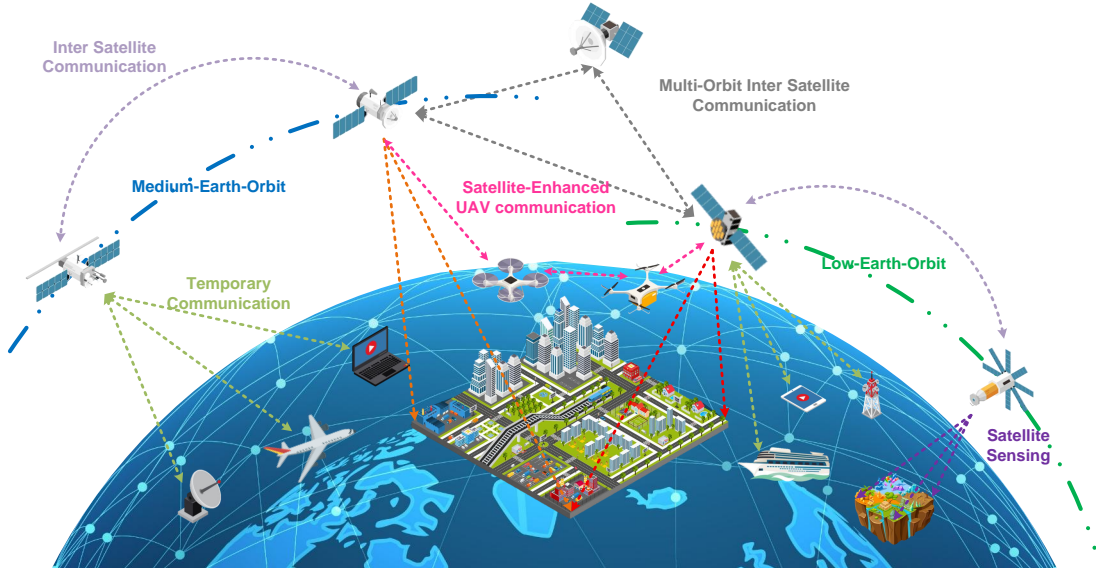 Inter Satellite
Communication
Multi-Orbit Inter Satellite
Communication
Medium-Earth-Orbit
Satellite-Enhanced
UAV communication
Low-Earth-Orbit
Temporary
Communication
Satellite
Sensing